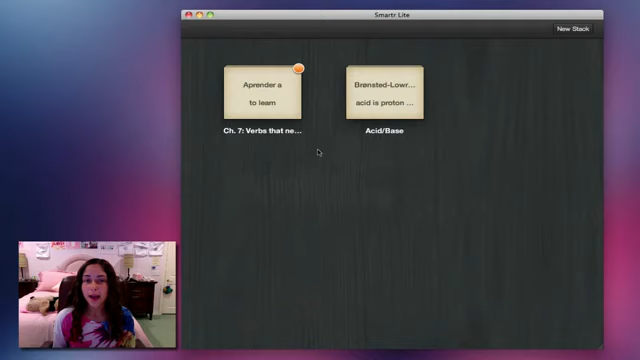 Smartr Lite
New Stack
Aprender a
to learn
Ch. 7: Verbs that ne...
Brønsted-Lowr...
acid is proton ...
Acid/Base